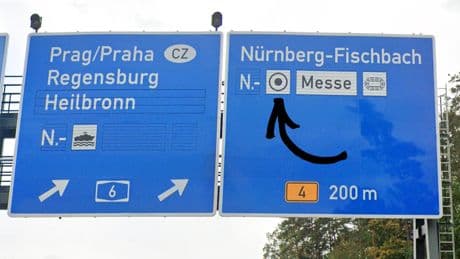 Prag/Praha CZ
Regensburg
Heilbronn
N.-
6
Nürnberg-Fischbach
N.- Messe
4 200 m